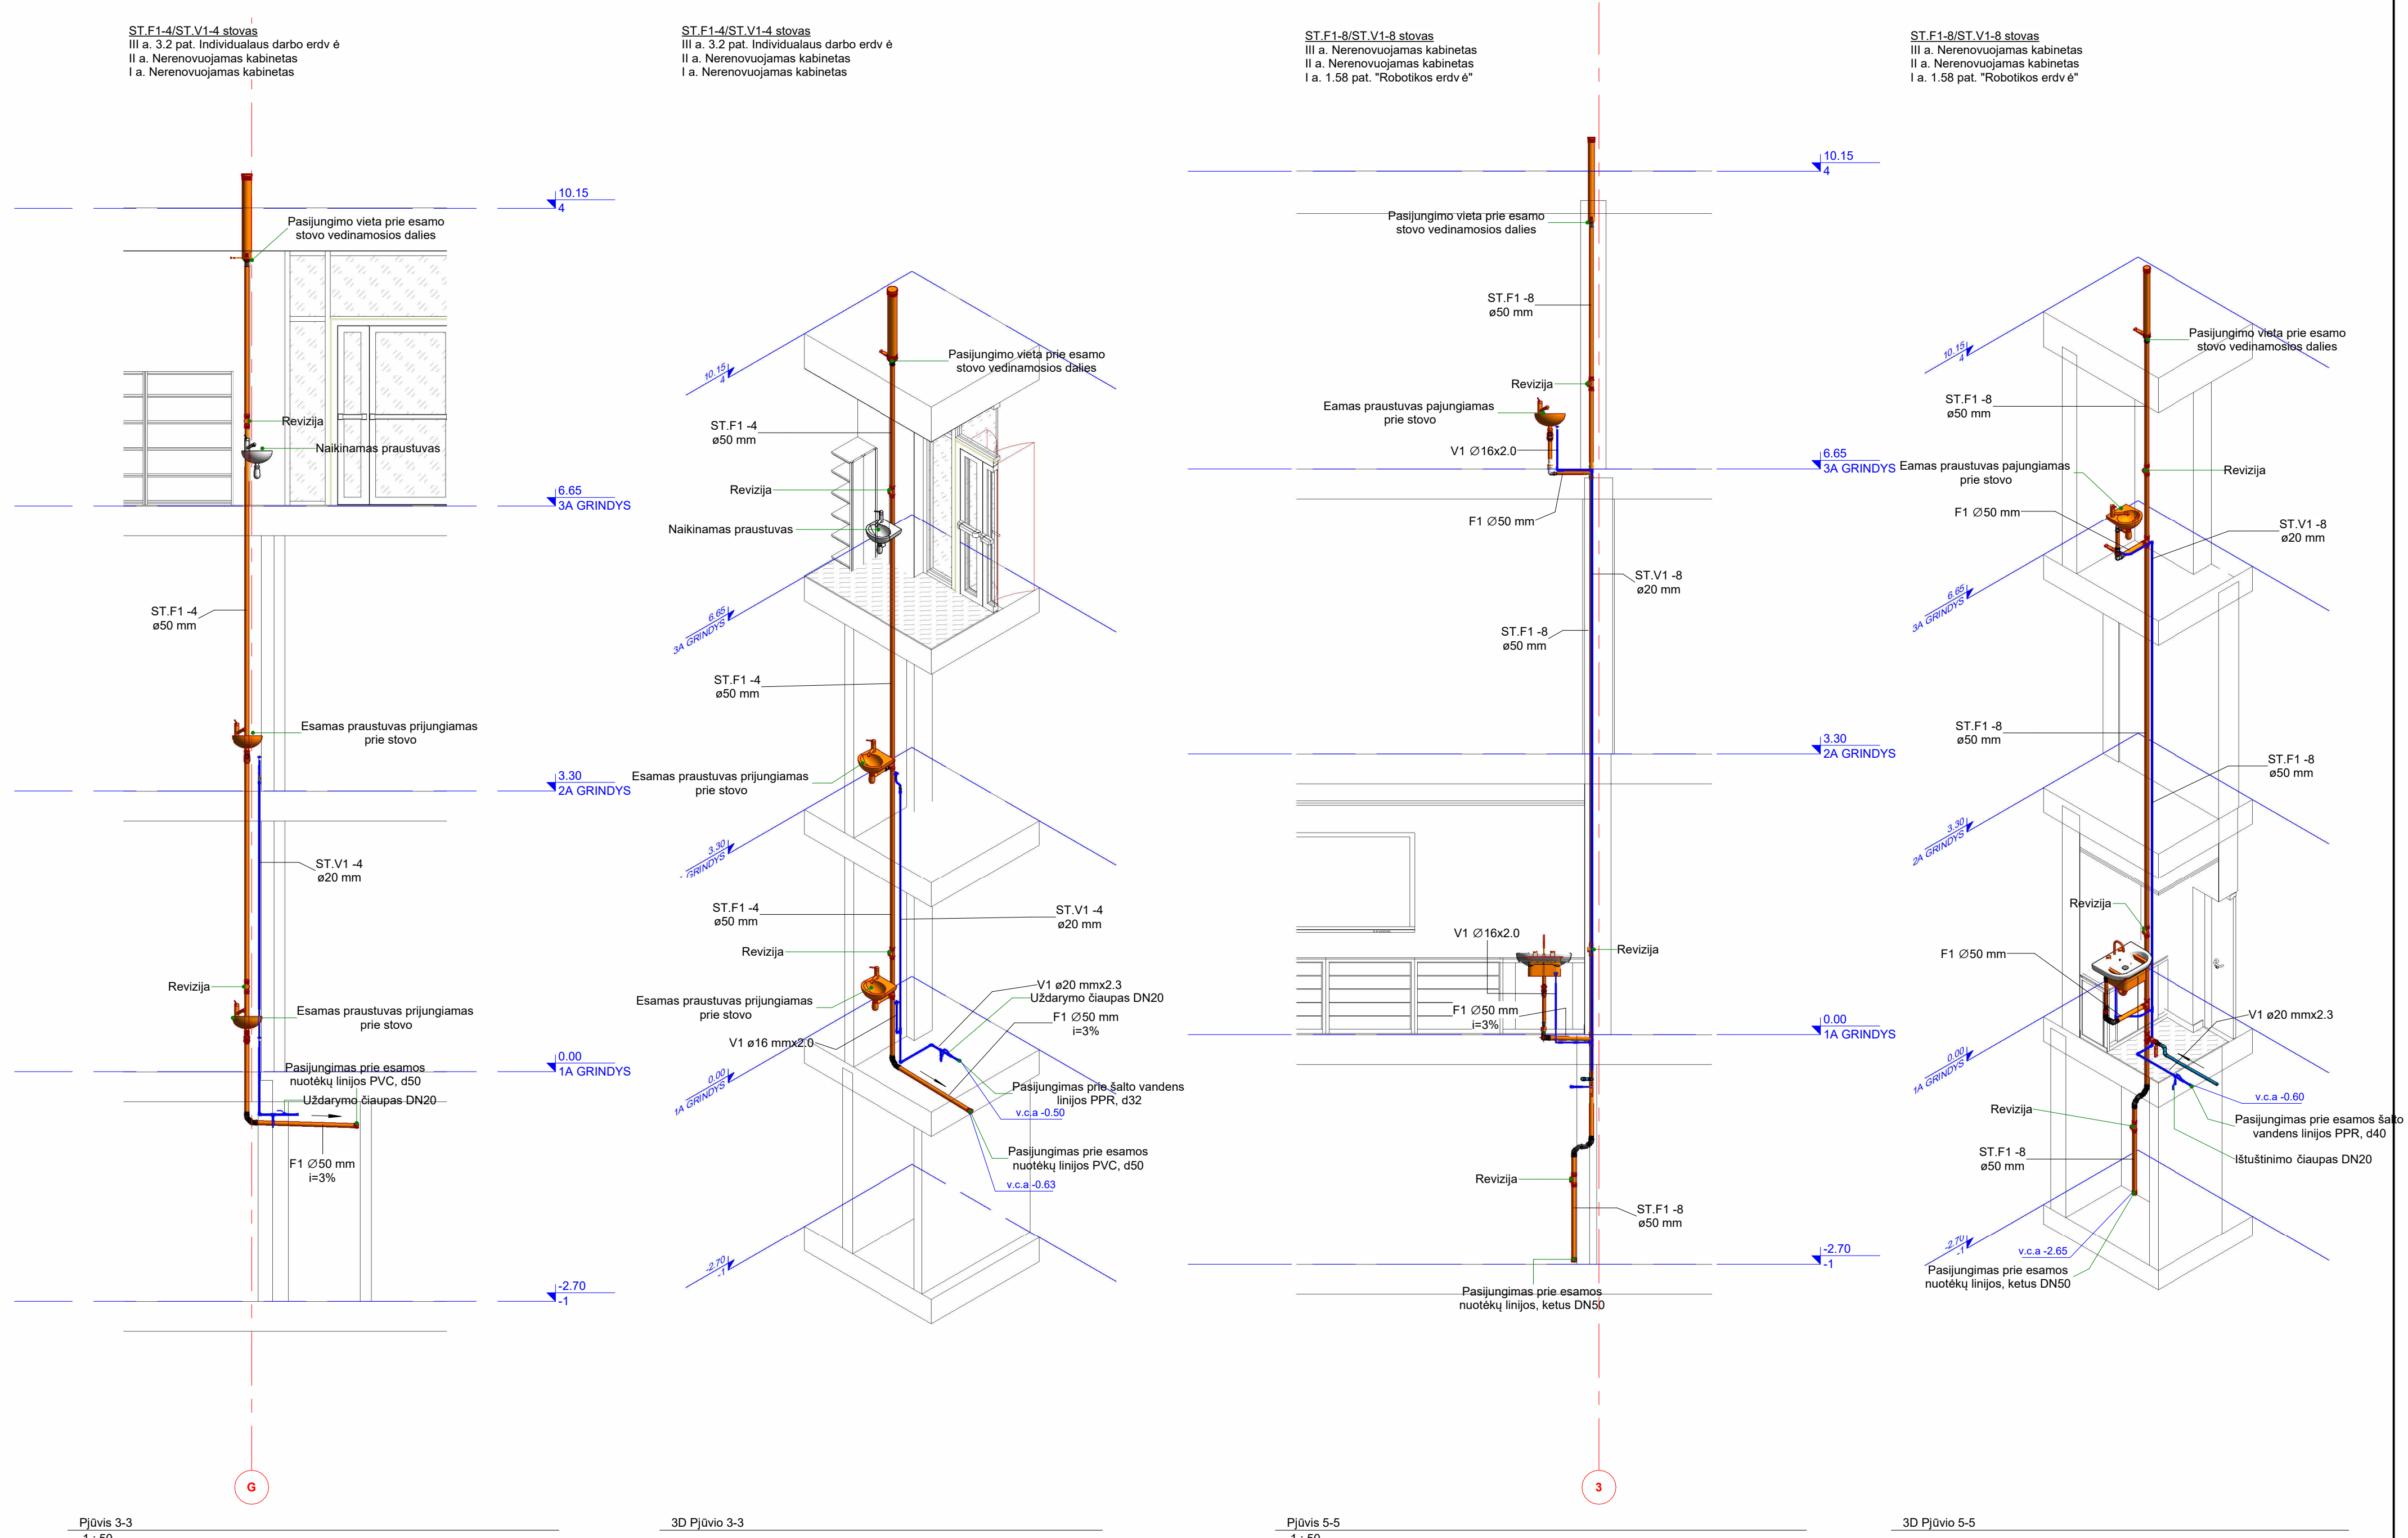 ST.F1-4/ST.V1-4 stovas
III a. 3.2 pat. Individualaus darbo erdv ė
II a. Nerenovuojamas kabinetas
I a. Nerenovuojamas kabinetas
10.15
4
Pasijungimo vieta prie esamo
stovo vedinamosios dalies
Revizija
Naikinamas praustuvas
6.65
3A GRINDYS
ST.F1 -4
ø50 mm
Esamas praustuvas prijungiamas
prie stovo
3.30
2A GRINDYS
ST.V1 -4
ø20 mm
Revizija
Esamas praustuvas prijungiamas
prie stovo
0.00
1A GRINDYS
Pasijungimas prie esamos
nuotėkų linijos PVC, d50
Uždarymo čiaupas DN20
F1 ∅50 mm
i=3%
-2.70
-1
G
Pjūvis 3-3
ST.F1-4/ST.V1-4 stovas
III a. 3.2 pat. Individualaus darbo erdv ė
II a. Nerenovuojamas kabinetas
I a. Nerenovuojamas kabinetas
10.15
4
Pasijungimo vieta prie esamo
stovo vedinamosios dalies
ST.F1 -4
ø50 mm
Revizija
Naikinamas praustuvas
6.65
3A GRINDYS
ST.F1 -4
ø50 mm
Esamas praustuvas prijungiamas
prie stovo
3.30
GRINDYS
ST.F1 -4
ø50 mm
ST.V1 -4
ø20 mm
Revizija
Esamas praustuvas prijungiamas
prie stovo
V1 ø20 mmx2.3
Uždarymo čiaupas DN20
F1 ∅50 mm
i=3%
V1 ø16 mmx2.0
0.00
1A GRINDYS
Pasijungimas prie šalto vandens
linijos PPR, d32
v.c.a -0.50
Pasijungimas prie esamos
nuotėkų linijos PVC, d50
v.c.a -0.63
-2.70
-1
3D Pjūvio 3-3
ST.F1-8/ST.V1-8 stovas
III a. Nerenovuojamas kabinetas
II a. Nerenovuojamas kabinetas
I a. 1.58 pat. "Robotikos erdv ė"
10.15
4
Pasijungimo vieta prie esamo
stovo vedinamosios dalies
ST.F1 -8
ø50 mm
Revizija
Eamas praustuvas pajungiamas
prie stovo
V1 ∅16x2.0
6.65
3A GRINDYS
F1 ∅50 mm
ST.V1 -8
ø20 mm
ST.F1 -8
ø50 mm
3.30
2A GRINDYS
V1 ∅16x2.0
Revizija
F1 ∅50 mm
i=3%
0.00
1A GRINDYS
Revizija
ST.F1 -8
ø50 mm
-2.70
-1
Pasijungimas prie esamos
nuotėkų linijos, ketus DN50
3
Pjūvis 5-5
ST.F1-8/ST.V1-8 stovas
III a. Nerenovuojamas kabinetas
II a. Nerenovuojamas kabinetas
I a. 1.58 pat. "Robotikos erdv ė"
Pasijungimo vieta prie esamo
stovo vedinamosios dalies
10.15
4
ST.F1 -8
ø50 mm
Eamas praustuvas pajungiamas
prie stovo
Revizija
F1 ∅50 mm
ST.V1 -8
ø20 mm
6.65
3A GRINDYS
ST.F1 -8
ø50 mm
ST.F1 -8
ø50 mm
3.30
2A GRINDYS
Revizija
F1 ∅50 mm
V1 ø20 mmx2.3
0.00
1A GRINDYS
v.c.a -0.60
Revizija
Pasijungimas prie esamos šalto
vandens linijos PPR, d40
ST.F1 -8
ø50 mm
Ištuštinimo čiaupas DN20
-2.70
-1
v.c.a -2.65
Pasijungimas prie esamos
nuotėkų linijos, ketus DN50
3D Pjūvio 5-5